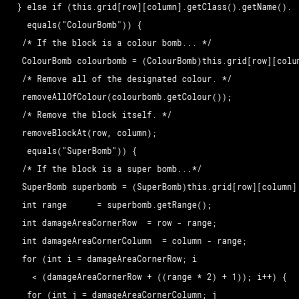 } else if (this.grid[row][column].getClass().getName().
equals("ColourBomb")) {
/* If the block is a colour bomb... */
ColourBomb colourbomb = (ColourBomb)this.grid[row][colum
/* Remove all of the designated colour. */
removeAllOfColour(colourbomb.getColour());
/* Remove the block itself. */
removeBlockAt(row, column);
equals("SuperBomb")) {
/* If the block is a super bomb...*/
SuperBomb superbomb = (SuperBomb)this.grid[row][column]
int range = superbomb.getRange();
int damageAreaCornerRow = row - range;
int damageAreaCornerColumn = column - range;
for (int i = damageAreaCornerRow; i
< (damageAreaCornerRow + ((range * 2) + 1)); i++) {
for (int j = damageAreaCornerColumn; j